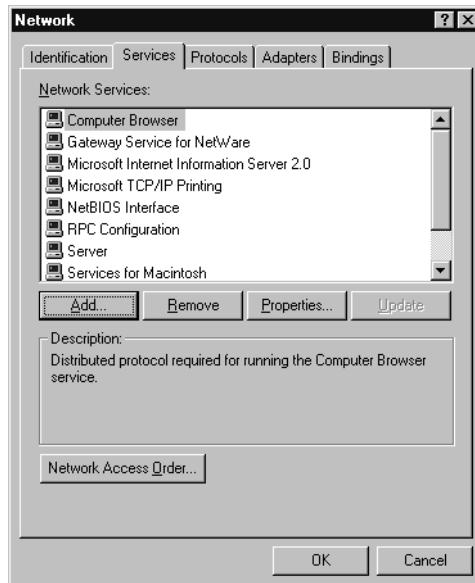 Network
Identification Services Protocols Adapters Bindings
Network Services:
Computer Browser
Gateway Service for NetWare
Microsoft Internet Information Server 2.0
Microsoft TCP/IP Printing
NetBIOS Interface
RPC Configuration
Server
Services for Macintosh
Add... Remove Properties... Update
Description:
Distributed protocol required for running the Computer Browser
service.
Network Access Order...
OK Cancel